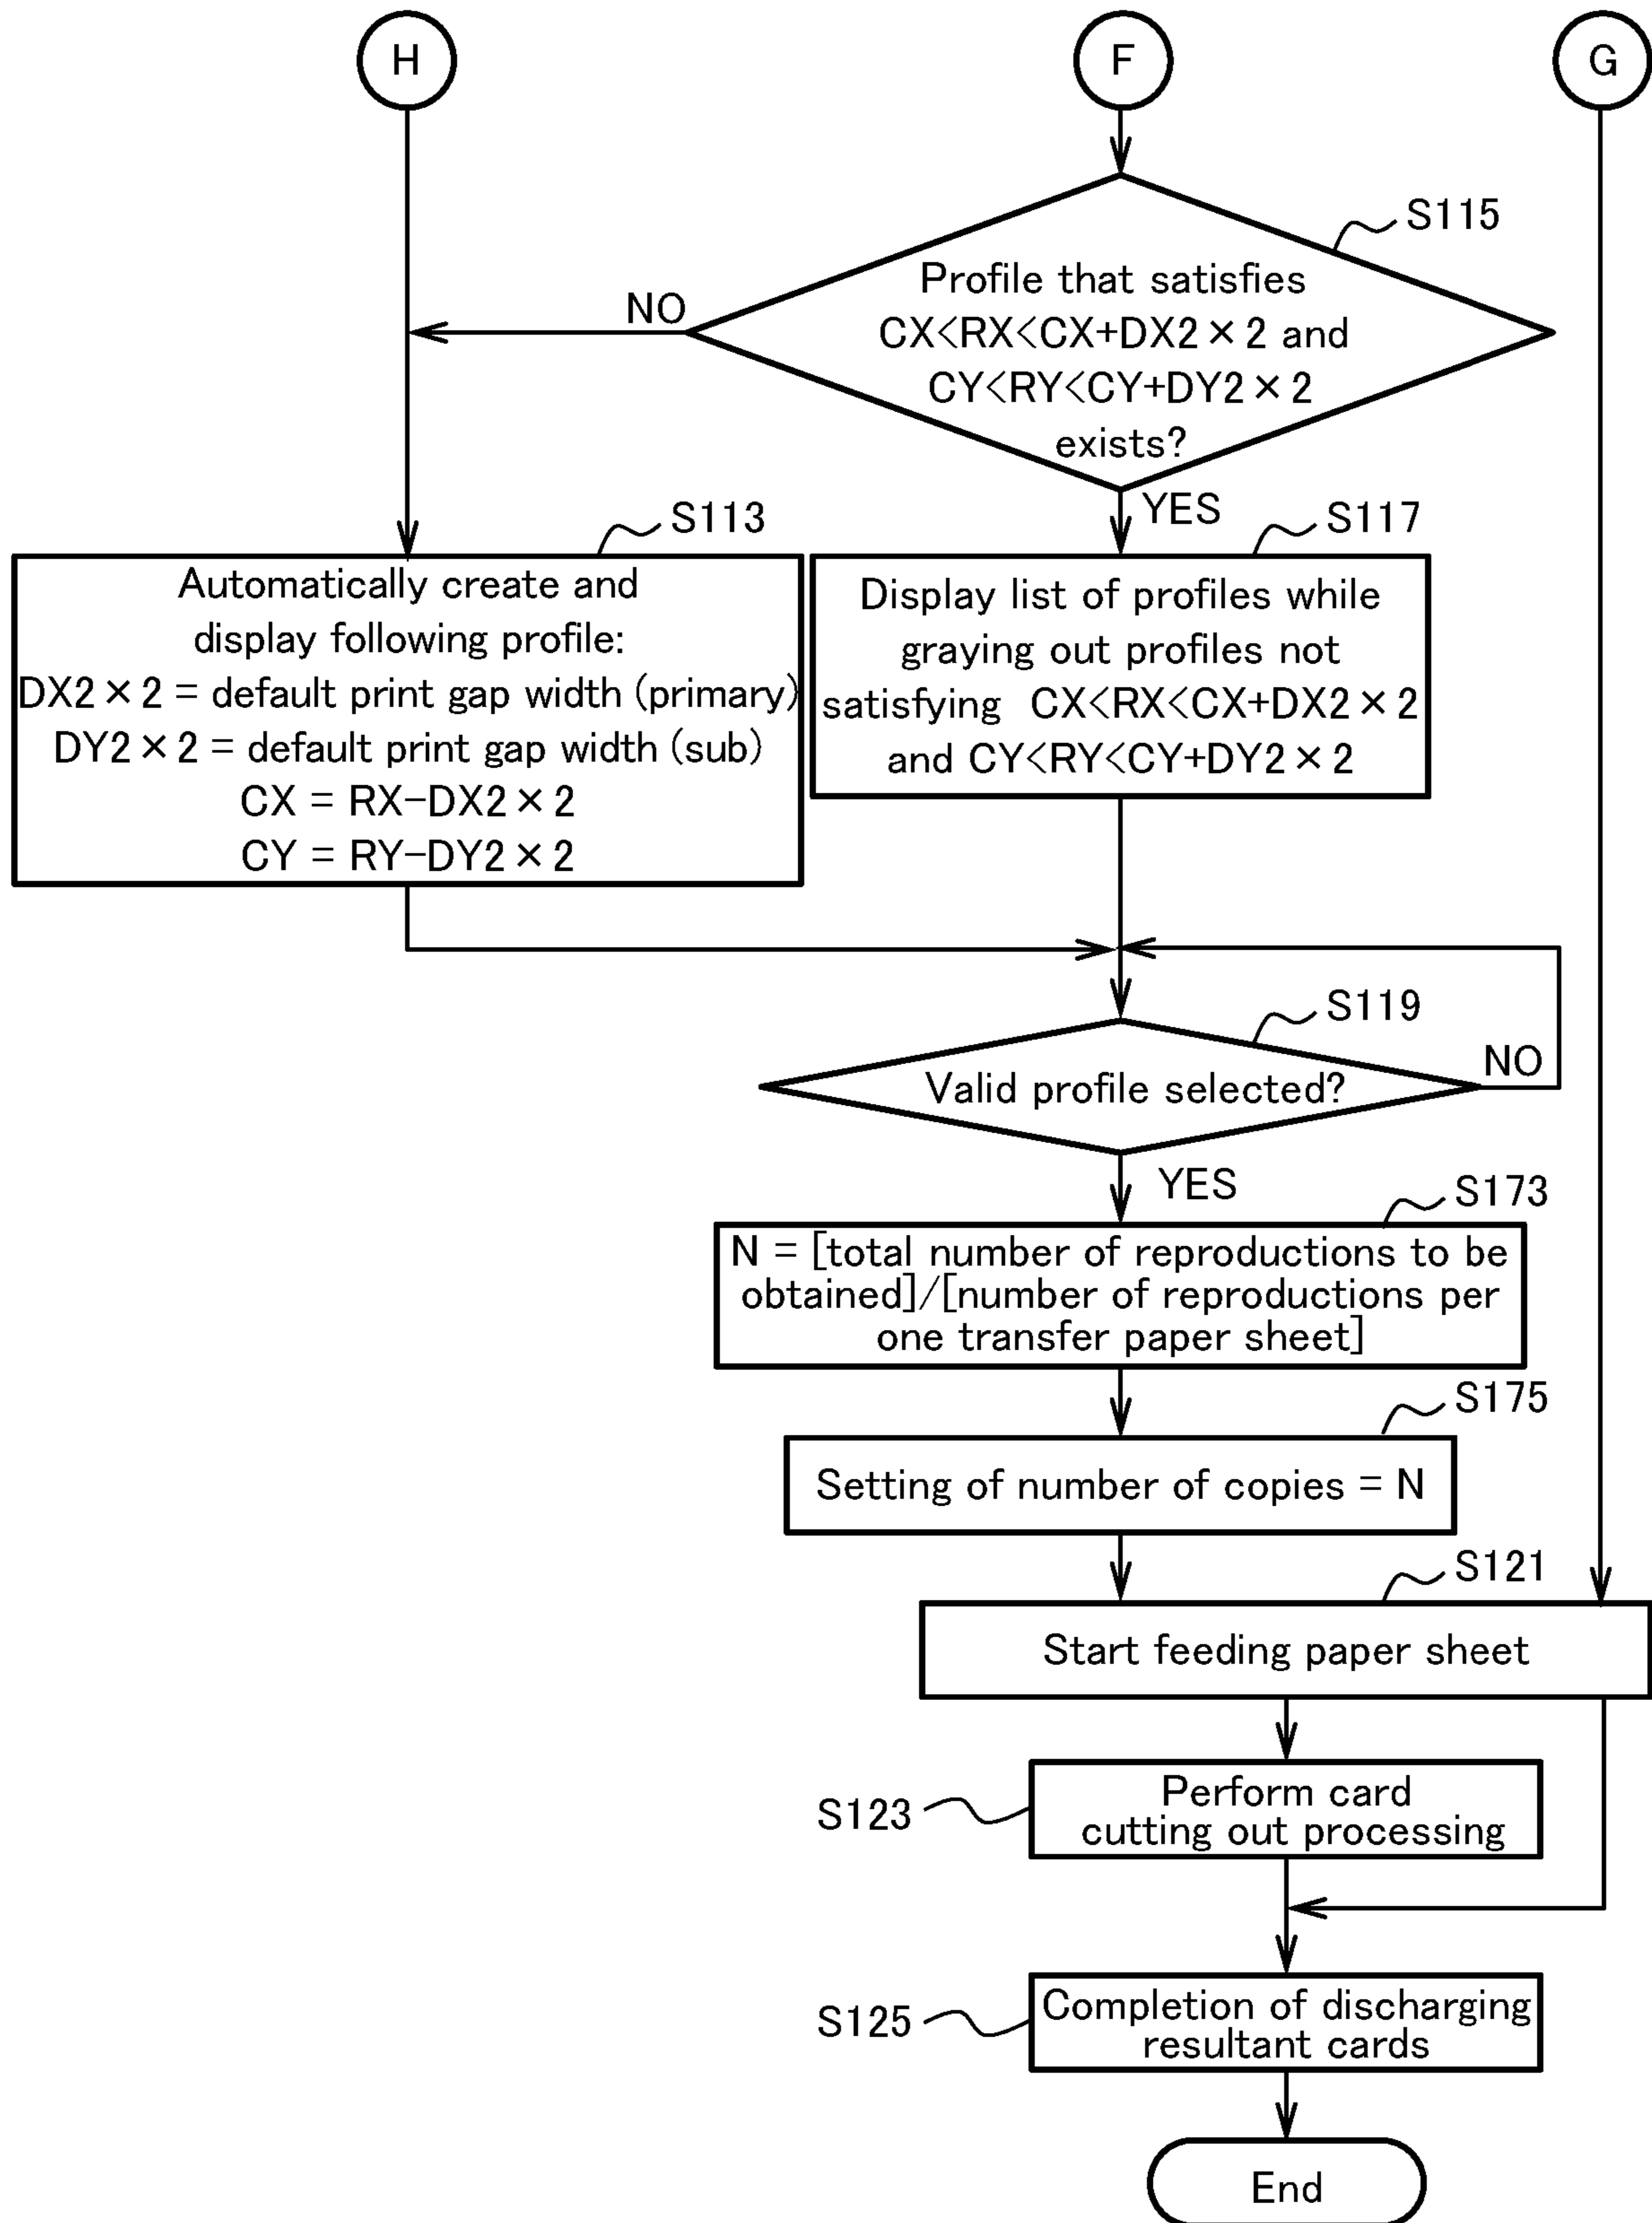 H
F
G
S115
Profile that satisfies
CX<RX<CX+DX2×2 and
CY<RY<CY+DY2×2
exists?
NO
YES
S113
Automatically create and
display following profile:
DX2×2 = default print gap width (primary)
DY2×2 = default print gap width (sub)
CX = RX-DX2×2
CY = RY-DY2×2
S117
Display list of profiles while
graying out profiles not
satisfying CX<RX<CX+DX2×2
and CY<RY<CY+DY2×2
S119
Valid profile selected?
NO
YES
S173
N = [total number of reproductions to be
obtained]/[number of reproductions per
one transfer paper sheet]
S175
Setting of number of copies = N
S121
Start feeding paper sheet
S123
Perform card
cutting out processing
S125
Completion of discharging
resultant cards
End